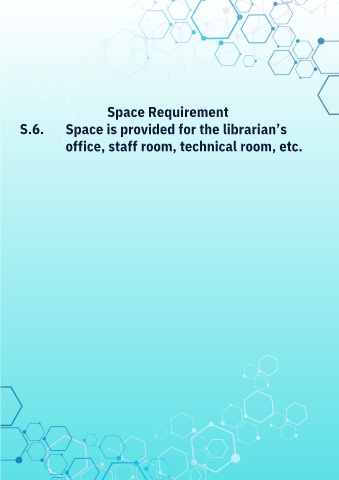 Space Requirement
S.6. Space is provided for the librarian’s
office, staff room, technical room, etc.